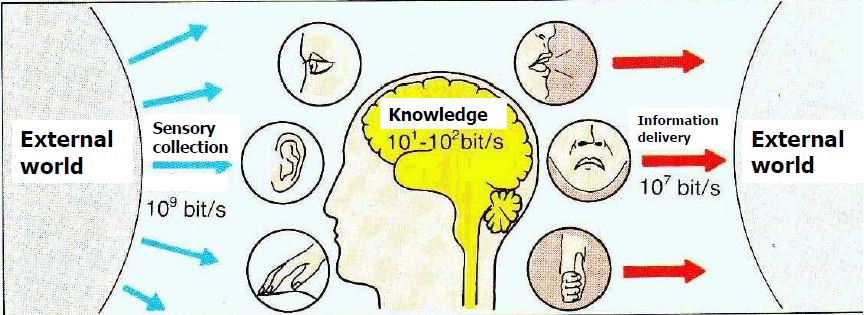 External
world
Sensory
collection
10⁹ bit/s
Knowledge
10¹-10²bit/s
Information
delivery
10⁷ bit/s
External
world